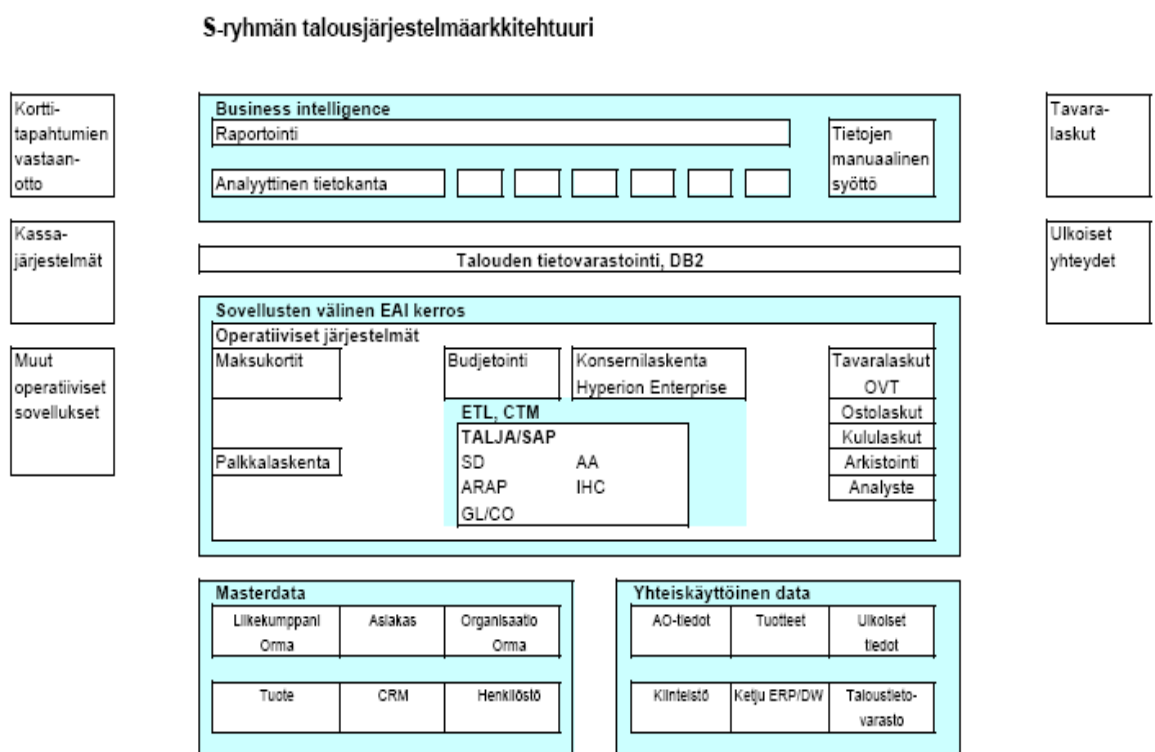 S-ryhmän talousjärjestelmäarkkitehtuuri
Kortti-
tapahtumien
vastaan-
otto
Kassa-
järjestelmät
Muut
operatiiviset
sovellukset
Business intelligence
Raportointi
Analyyttinen tietokanta
Tietojen
manuaalinen
syöttö
Talouden tietovarastointi, DB2
Sovellusten välinen EAI kerros
Operatiiviset järjestelmät
Maksukortit
Palkkalaskenta
Budjetointi
Konsernilaskenta
Hyperion Enterprise
ETL, CTM
TALJA/SAP
SD AA
ARAP IHC
GL/CO
Tavaralaskut
OVT
Ostolaskut
Kululaskut
Arkistointi
Analyste
Tavara-
laskut
Ulkoiset
yhteydet
Masterdata
Liikekumppani
Orma
Asiakas
Organisaatio
Orma
Tuote
CRM
Henkilöstö
Yhteiskäyttöinen data
AO-tiedot
Tuotteet
Ulkoiset
tiedot
Kiinteistö
Ketju ERP/DW
Taloustieto-
varasto